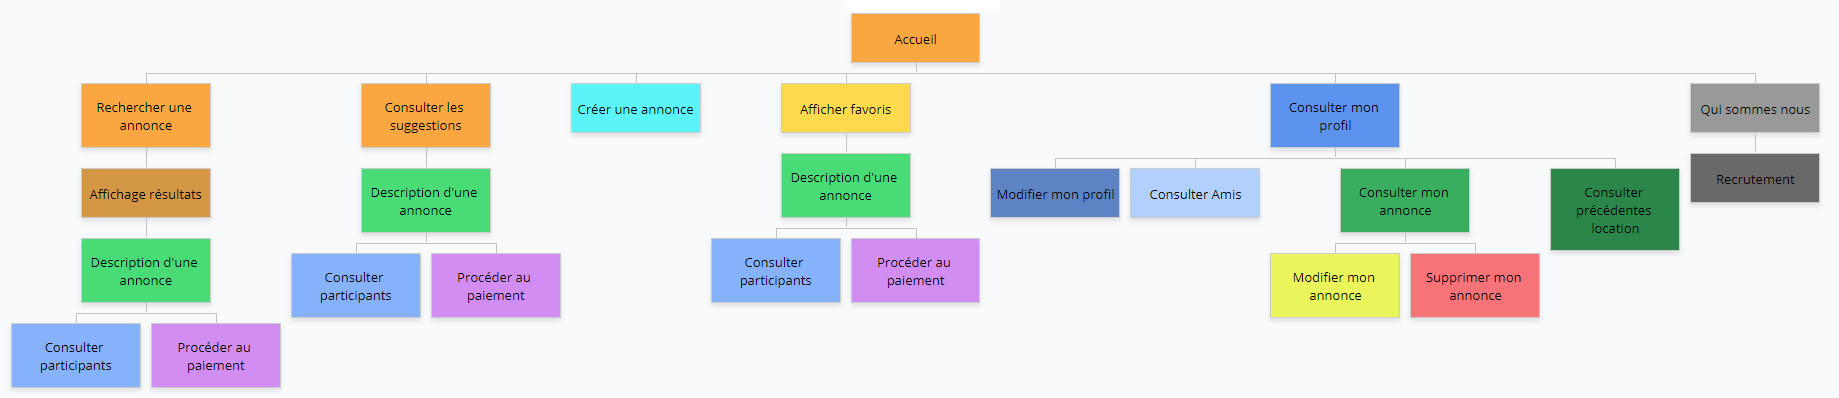 Accueil
Rechercher une
annonce
Consulter les
suggestions
Créer une annonce
Afficher favoris
Consulter mon
profil
Qui sommes nous
Affichage résultats
Description d'une
annonce
Description d'une
annonce
Modifier mon profil
Consulter Amis
Consulter mon
annonce
Consulter
précédentes
location
Recrutement
Description d'une
annonce
Consulter
participants
Procéder au
paiement
Consulter
participants
Procéder au
paiement
Modifier mon
annonce
Supprimer mon
annonce
Consulter
participants
Procéder au
paiement